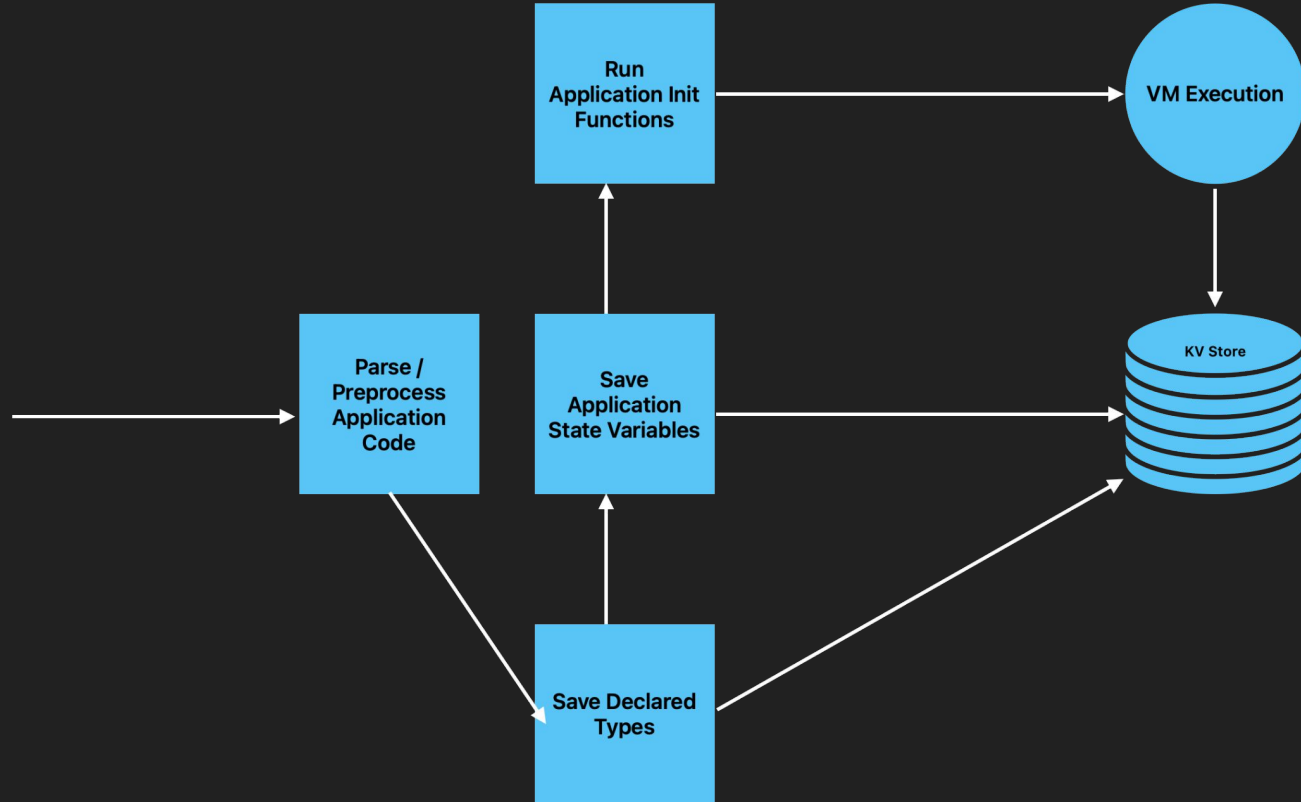 Run
Application Init
Functions
VM Execution
Parse /
Preprocess
Application
Code
Save
Application
State Variables
KV Store
Save Declared
Types